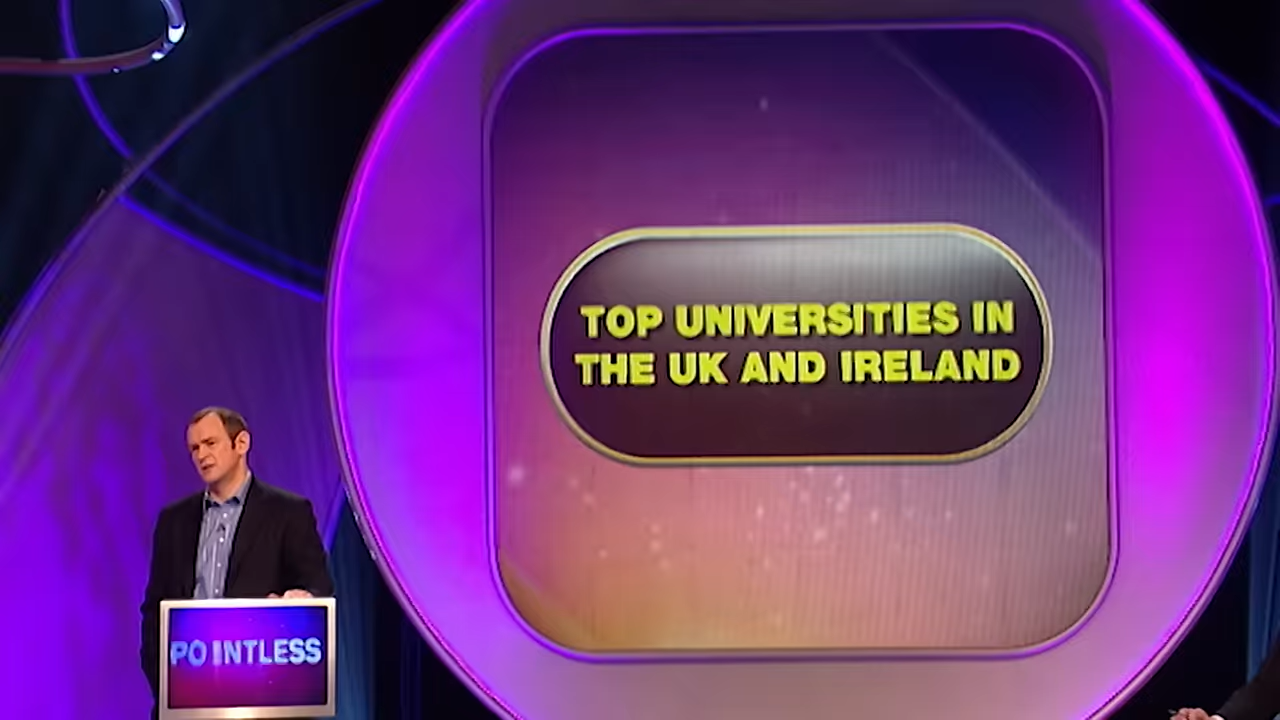 TOP UNIVERSITIES IN
THE UK AND IRELAND
POINTLESS